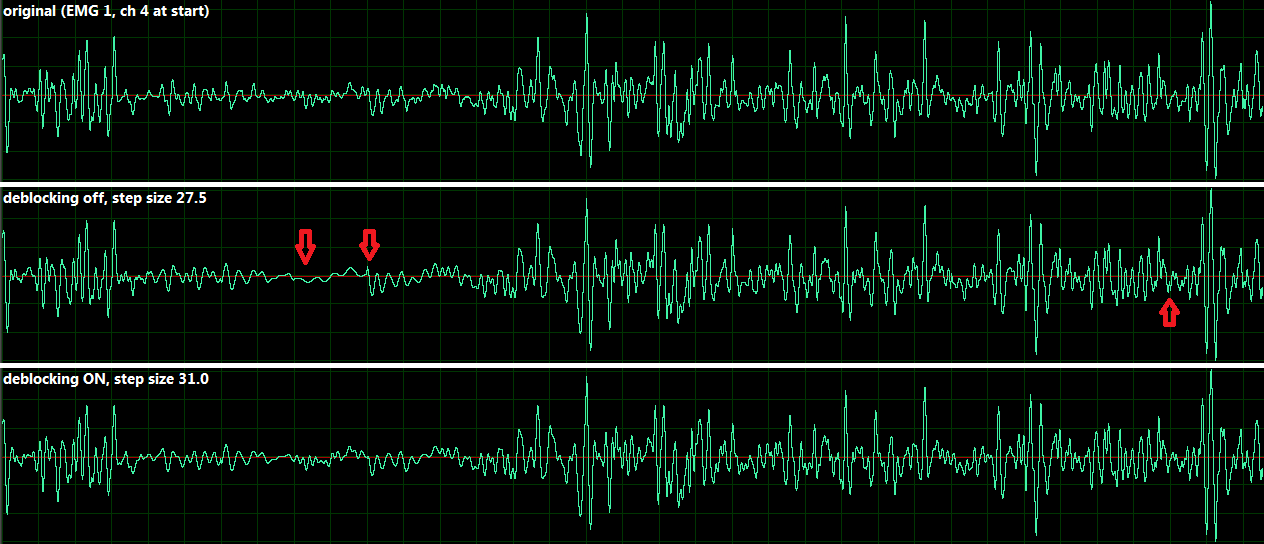 original (EMG 1, ch 4 at start)
deblocking off, step size 27.5
deblocking ON, step size 31.0